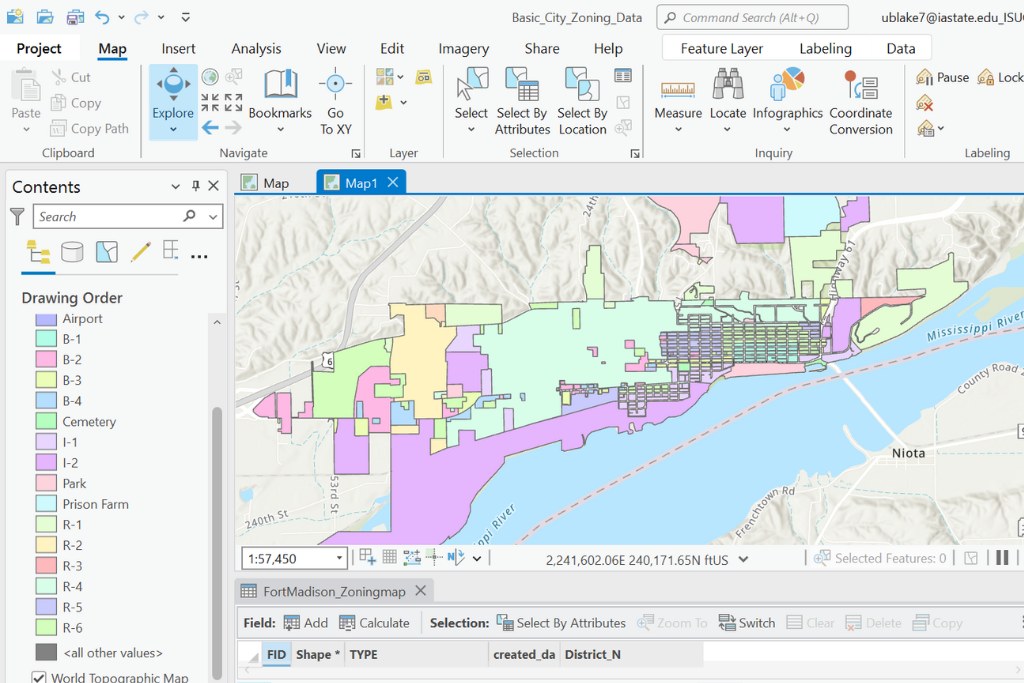 Basic_City_Zoning_Data
Command Search (Alt+Q)
ublake7@iastate.edu_ISU
Project Map Insert Analysis View Edit Imagery Share Help Feature Layer Labeling Data
Paste
Cut
Copy
Copy Path
Clipboard
Explore
Bookmarks
Go
To XY
Navigate
Layer
Select
Select By
Attributes
Select By
Location
Selection
Measure
Locate
Infographics
Coordinate
Conversion
Inquiry
Pause
Lock
Labeling
Contents
Search
Drawing Order
Airport
B-1
B-2
B-3
B-4
Cemetery
I-1
I-2
Park
Prison Farm
R-1
R-2
R-3
R-4
R-5
R-6
<all other values>
World Topographic Map
Map
Map1
24th
Highway 61
6
Mississippi River
County Road
Niota
53rd St
240th St
ppi River
Frenchtown Rd
1:57,450
2,241,602.06E 240,171.65N ftUS
Selected Features: 0
FortMadison_Zoningmap
Field: Add Calculate Selection: Select By Attributes Zoom To Switch Clear Delete Copy
FID Shape * TYPE created_da District_N